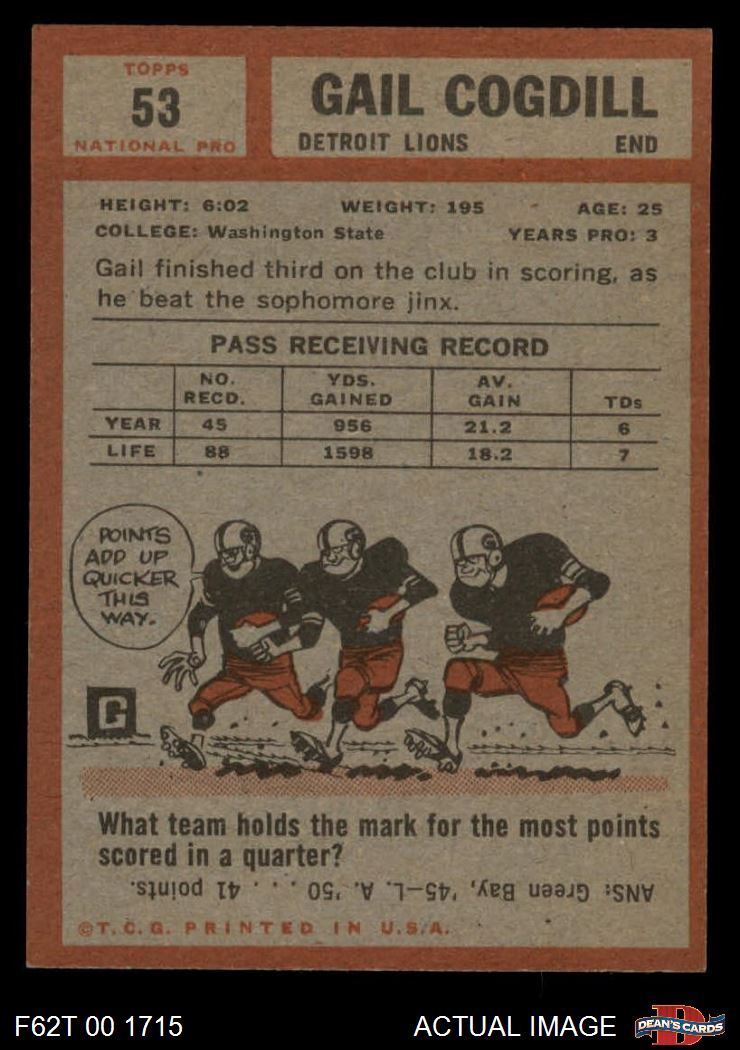 TOPPS
53
NATIONAL PRO
GAIL COGDILL
DETROIT LIONS END
HEIGHT: 6:02 WEIGHT: 195 AGE: 25
COLLEGE: Washington State YEARS PRO: 3
Gail finished third on the club in scoring, as
he beat the sophomore jinx.
PASS RECEIVING RECORD
NO. RECD. YDS. GAINED AV. GAIN TDs
YEAR 45 956 21.2 6
LIFE 88 1598 18.2 7
POINTS
ADD UP
QUICKER
THIS
WAY.
G
What team holds the mark for the most points
scored in a quarter?
ANS: Green Bay, '45—L. A. '50 . . . 41 points.
©T.C.G. PRINTED IN U.S.A.
F62T 00 1715 ACTUAL IMAGE
D
DEAN'S CARDS